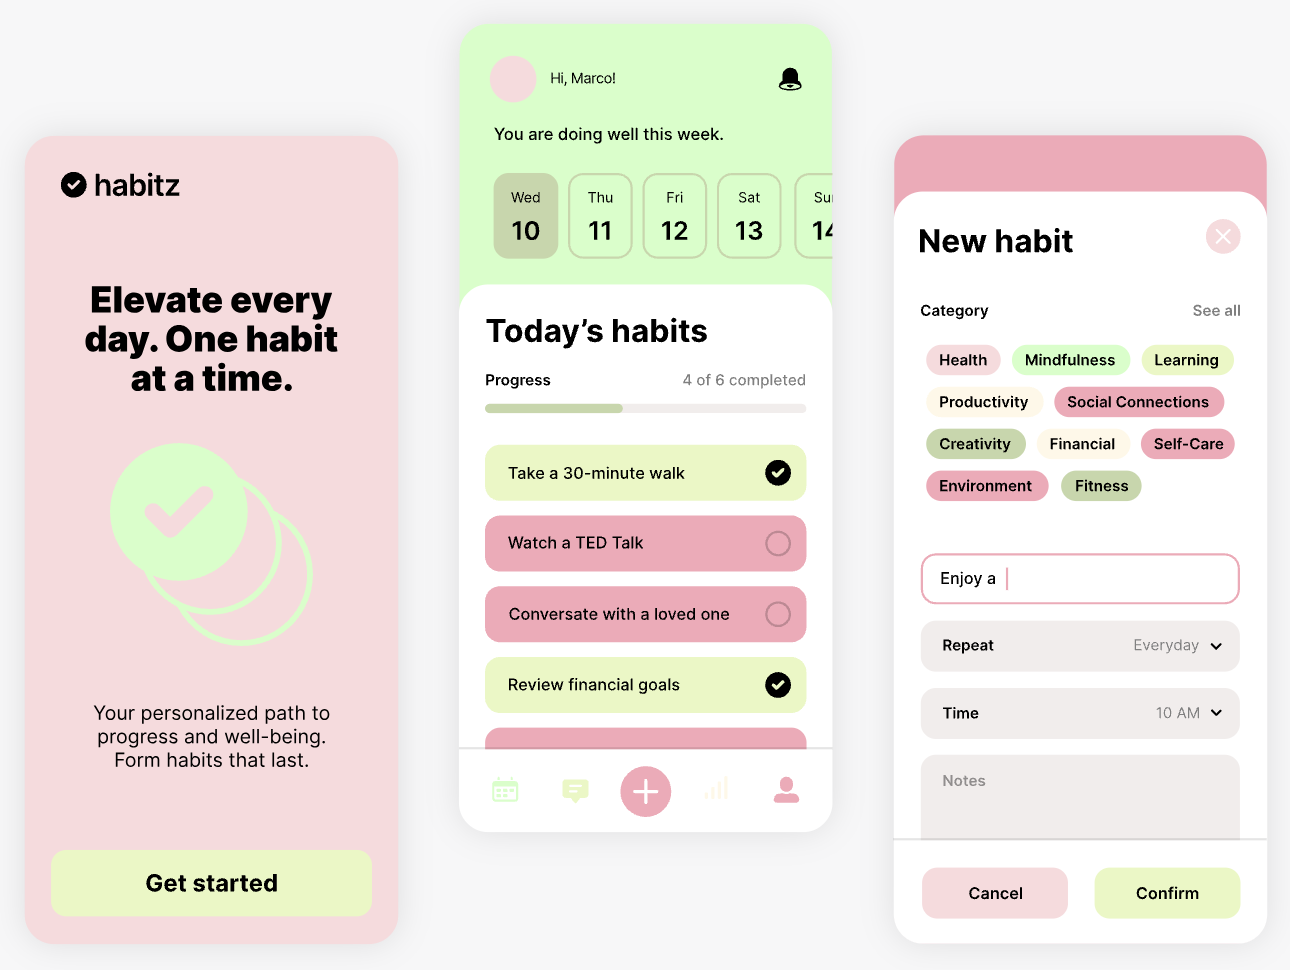 habitz
Elevate every
day. One habit
at a time.
Your personalized path to
progress and well-being.
Form habits that last.
Get started
Hi, Marco!
You are doing well this week.
Wed Thu Fri Sat Su
10 11 12 13 14
Today’s habits
Progress 4 of 6 completed
Take a 30-minute walk
Watch a TED Talk
Conversate with a loved one
Review financial goals
New habit
Category See all
Health Mindfulness Learning
Productivity Social Connections
Creativity Financial Self-Care
Environment Fitness
Enjoy a
Repeat Everyday
Time 10 AM
Notes
Cancel Confirm